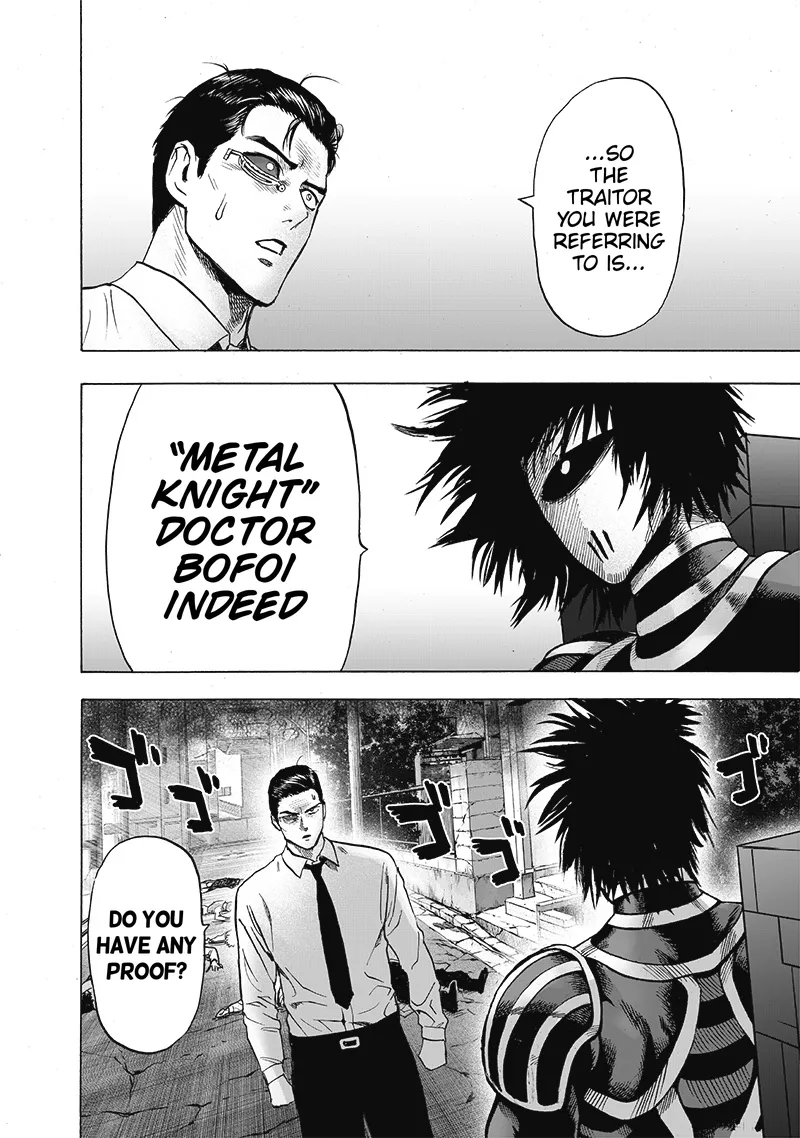 ...SO
THE
TRAITOR
YOU WERE
REFERRING
TO IS...
"METAL
KNIGHT"
DOCTOR
BOFOI
INDEED
ゴ
ゴ
ゴ
ゴ
ゴ
DO YOU
HAVE ANY
PROOF?